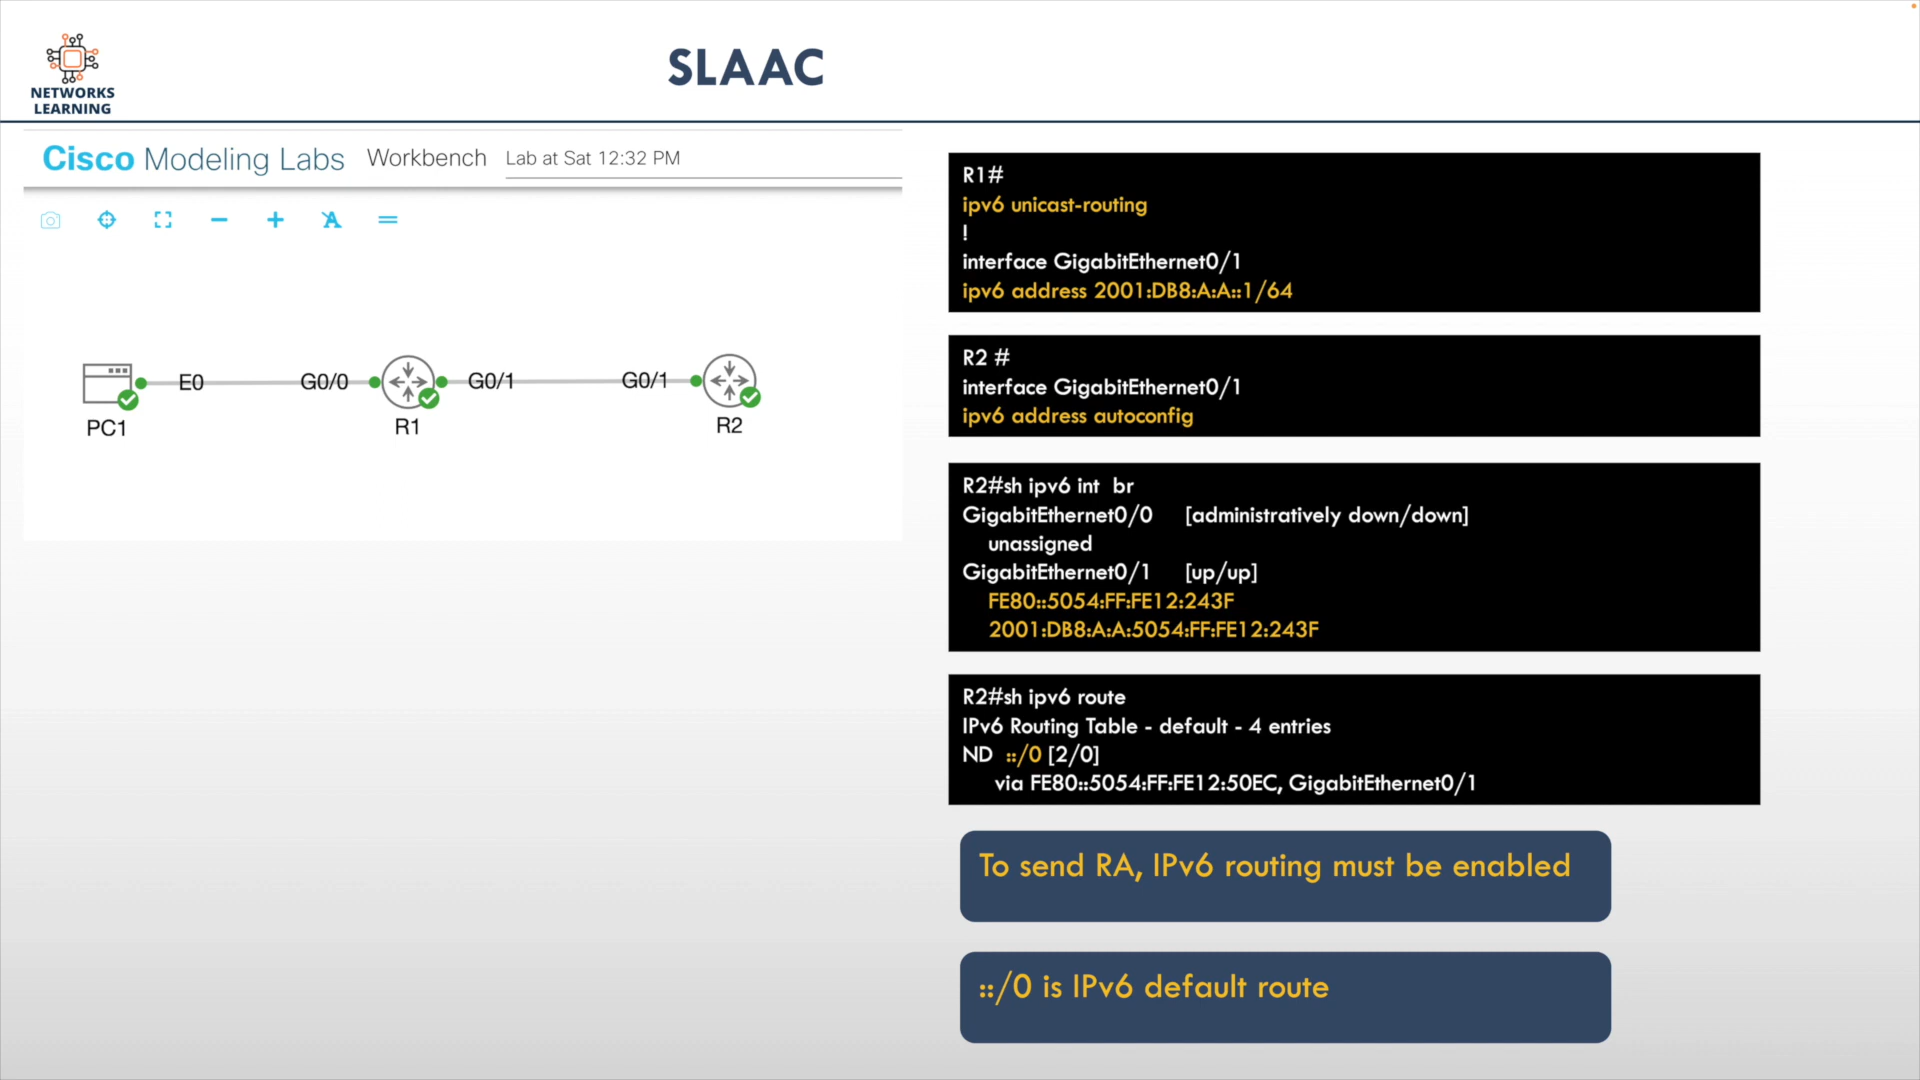 NETWORKS
LEARNING
SLAAC
Cisco Modeling Labs Workbench Lab at Sat 12:32 PM
E0 G0/0 G0/1 G0/1
PC1 R1 R2
R1#
ipv6 unicast-routing
!
interface GigabitEthernet0/1
ipv6 address 2001:DB8:A:A::1/64
R2 #
interface GigabitEthernet0/1
ipv6 address autoconfig
R2#sh ipv6 int br
GigabitEthernet0/0 [administratively down/down]
unassigned
GigabitEthernet0/1 [up/up]
FE80::5054:FF:FE12:243F
2001:DB8:A:A:5054:FF:FE12:243F
R2#sh ipv6 route
IPv6 Routing Table - default - 4 entries
ND ::/0 [2/0]
via FE80::5054:FF:FE12:50EC, GigabitEthernet0/1
To send RA, IPv6 routing must be enabled
::/0 is IPv6 default route